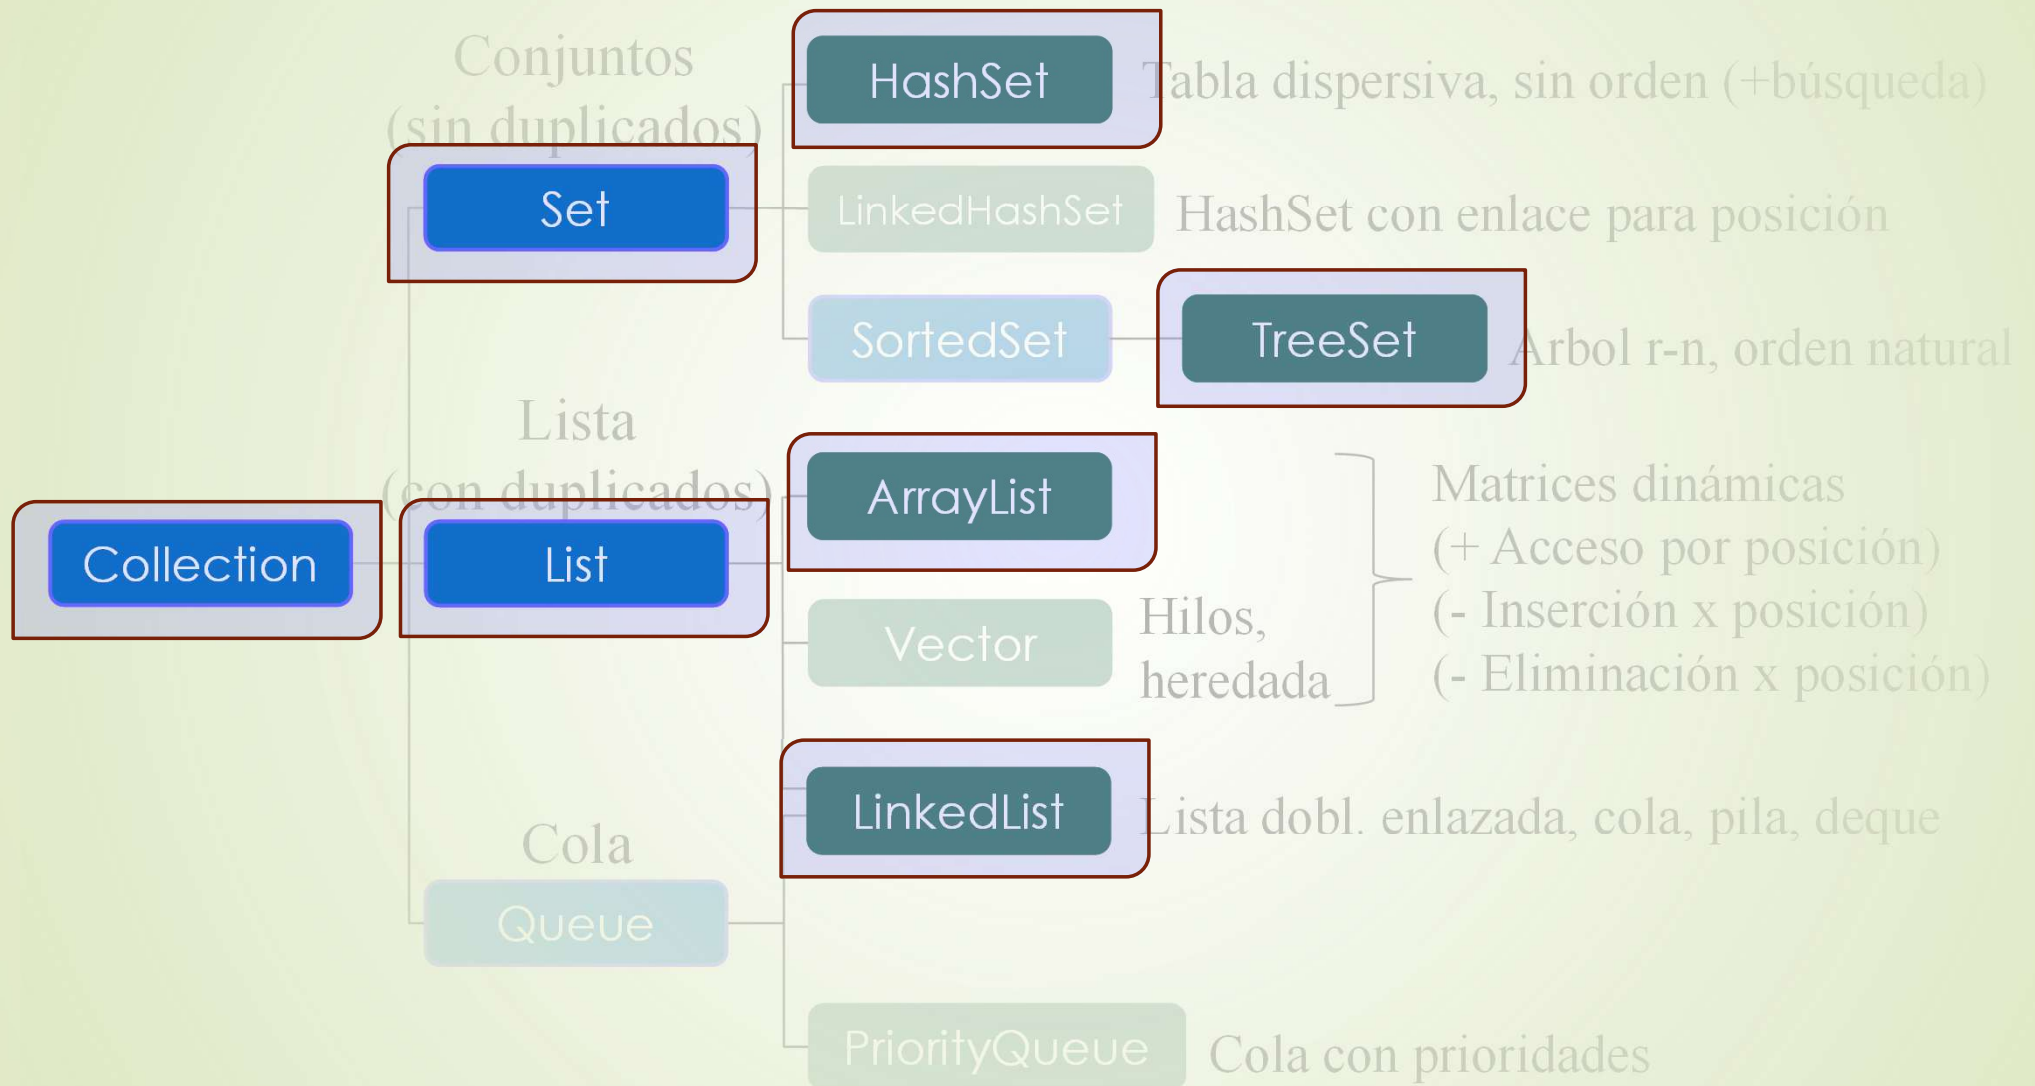 Conjuntos
(sin duplicados)
HashSet
Tabla dispersiva, sin orden (+búsqueda)
Set
LinkedHashSet
HashSet con enlace para posición
SortedSet
TreeSet
Arbol r-n, orden natural
Lista
(con duplicados)
Collection
List
ArrayList
Matrices dinámicas
(+ Acceso por posición)
(- Inserción x posición)
(- Eliminación x posición)
Vector
Hilos,
heredada
LinkedList
Lista dobl. enlazada, cola, pila, deque
Cola
Queue
PriorityQueue
Cola con prioridades